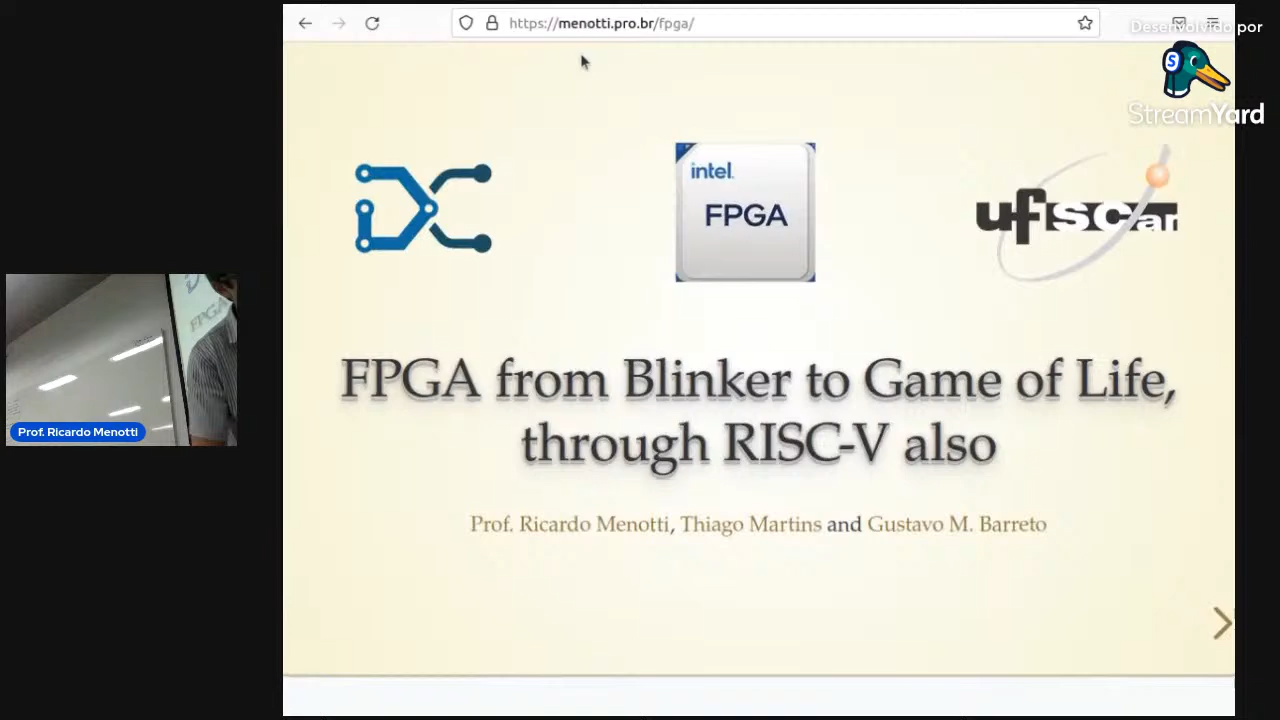 https://menotti.pro.br/fpga/
Desenvolvido por
StreamYard
intel.
FPGA
ufscar
FPGA from Blinker to Game of Life,
through RISC-V also
Prof. Ricardo Menotti, Thiago Martins and Gustavo M. Barreto
FPGA
Prof. Ricardo Menotti